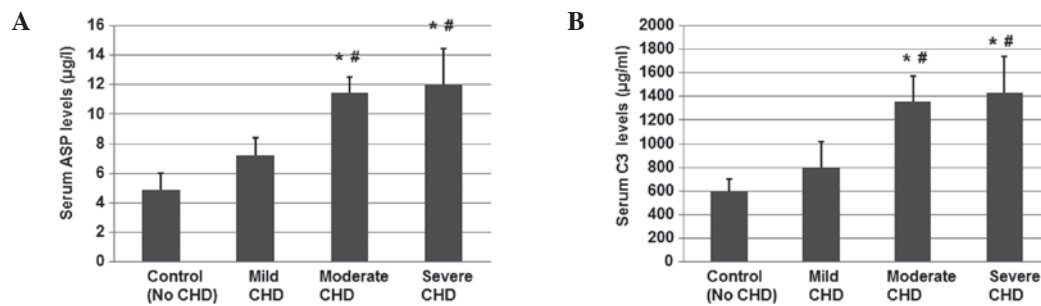 A
Serum ASP levels (µg/l)
16
14
12
10
8
6
4
2
0
* #
* #
Control
(No CHD)
Mild
CHD
Moderate
CHD
Severe
CHD
B
Serum C3 levels (µg/ml)
2000
1800
1600
1400
1200
1000
800
600
400
200
0
* #
* #
Control
(No CHD)
Mild
CHD
Moderate
CHD
Severe
CHD